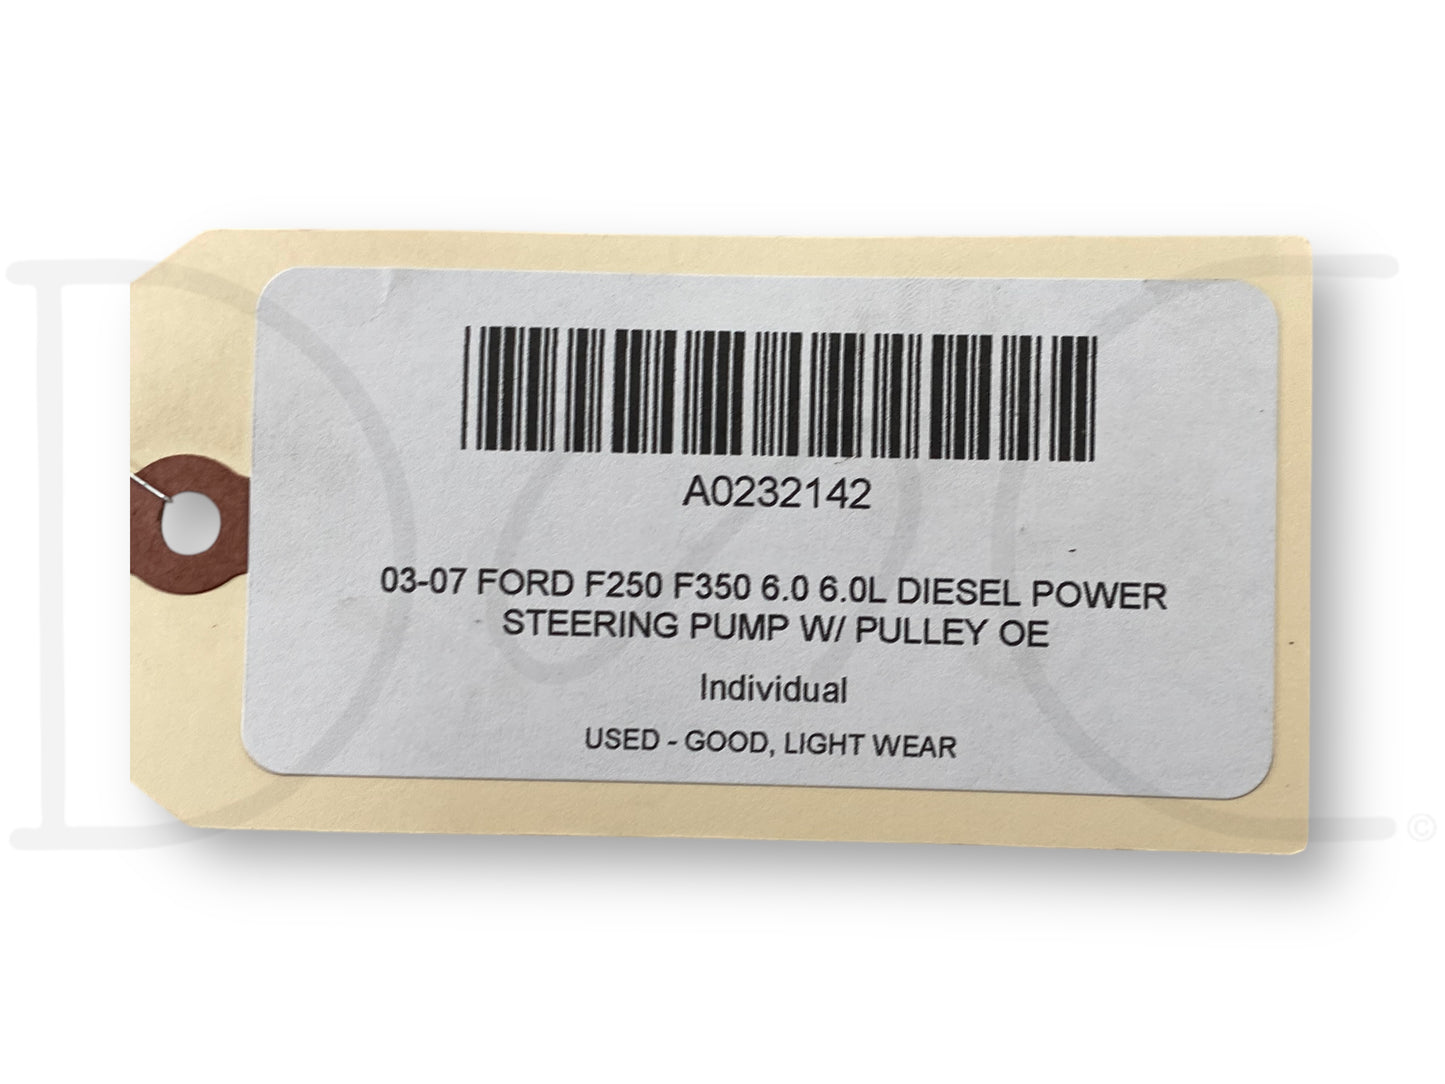 A0232142
03-07 FORD F250 F350 6.0 6.0L DIESEL POWER
STEERING PUMP W/ PULLEY OE
Individual
USED - GOOD, LIGHT WEAR
©